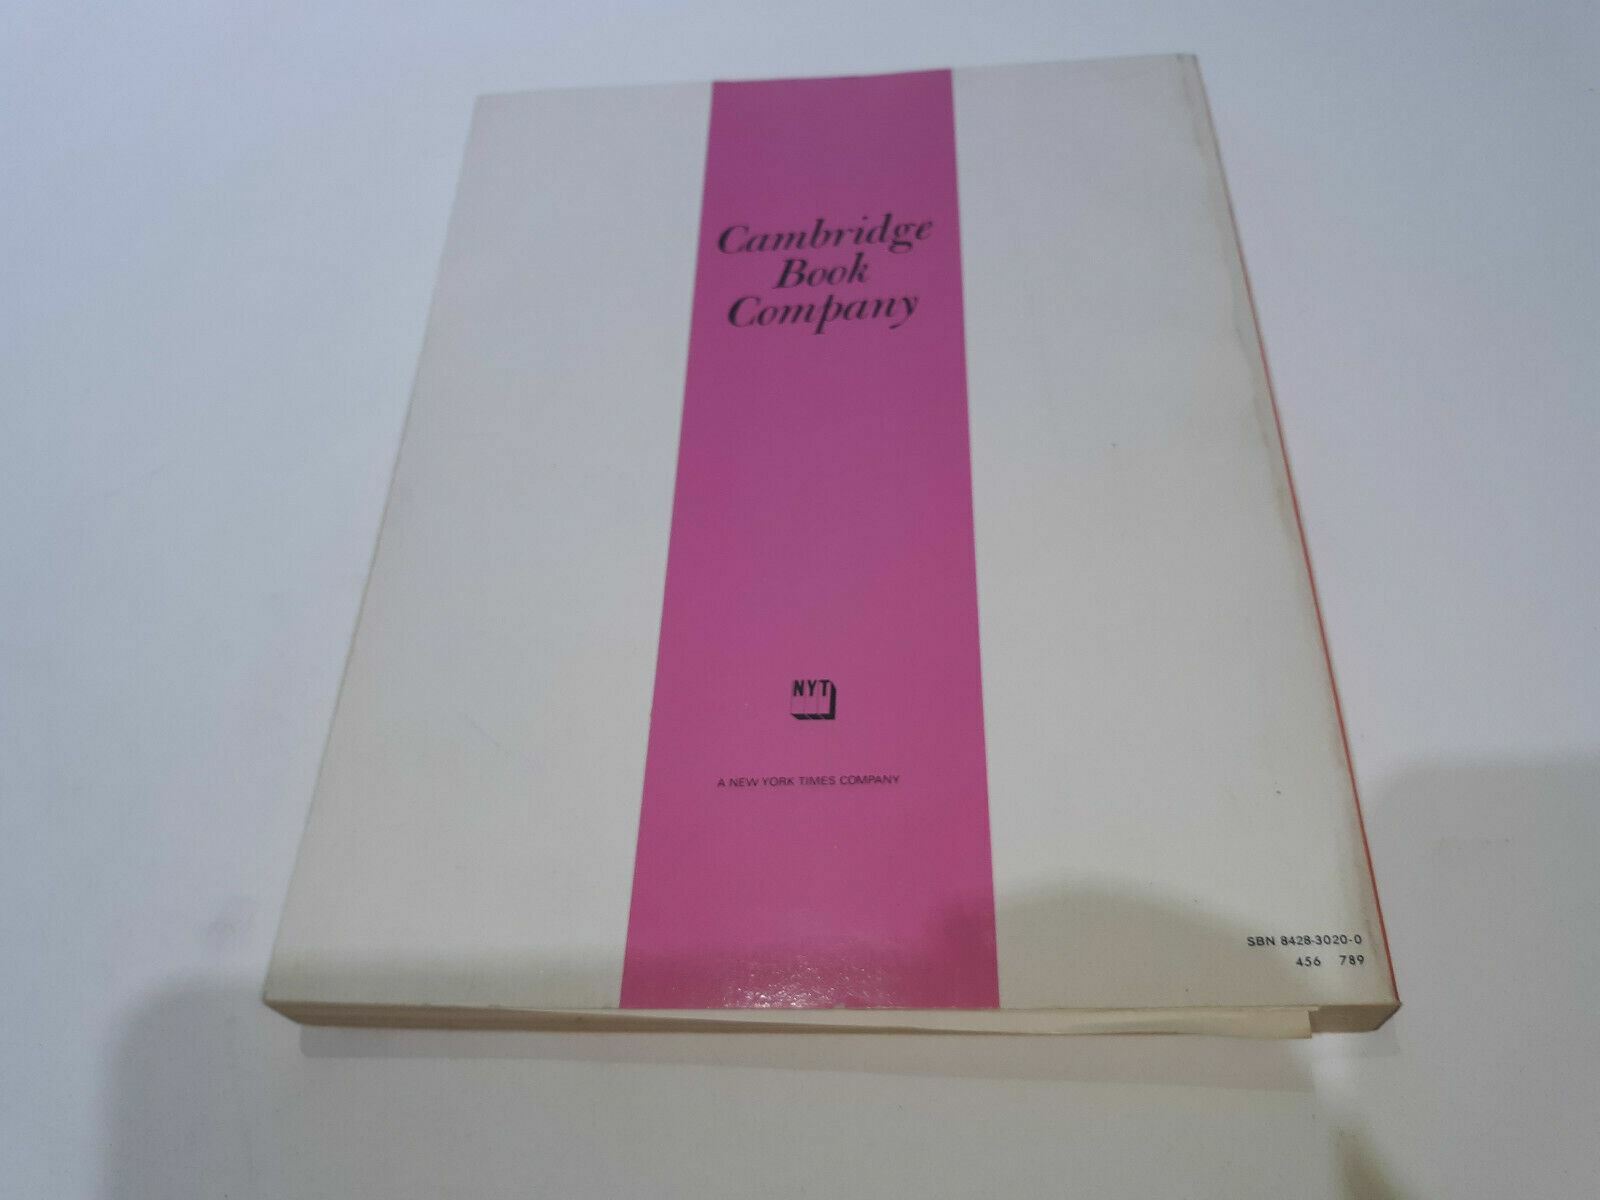 Cambridge
Book
Company
NYT
A NEW YORK TIMES COMPANY
SBN 8428-3020-0
456 789